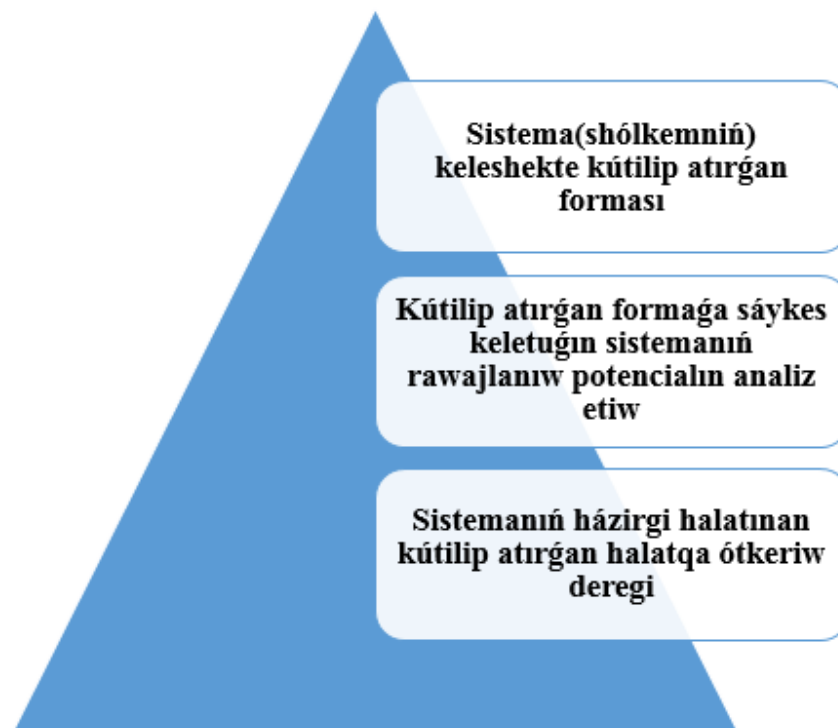 Sistema(shólkemniń)
keleshekte kútilip atırǵan
forması
Kútilip atırǵan formaǵa sáykes
keletuǵın sistemanıń
rawajlanıw potencialın analiz
etiw
Sistemanıń házirgi halatınan
kútilip atırǵan halatqa ótkeriw
deregi